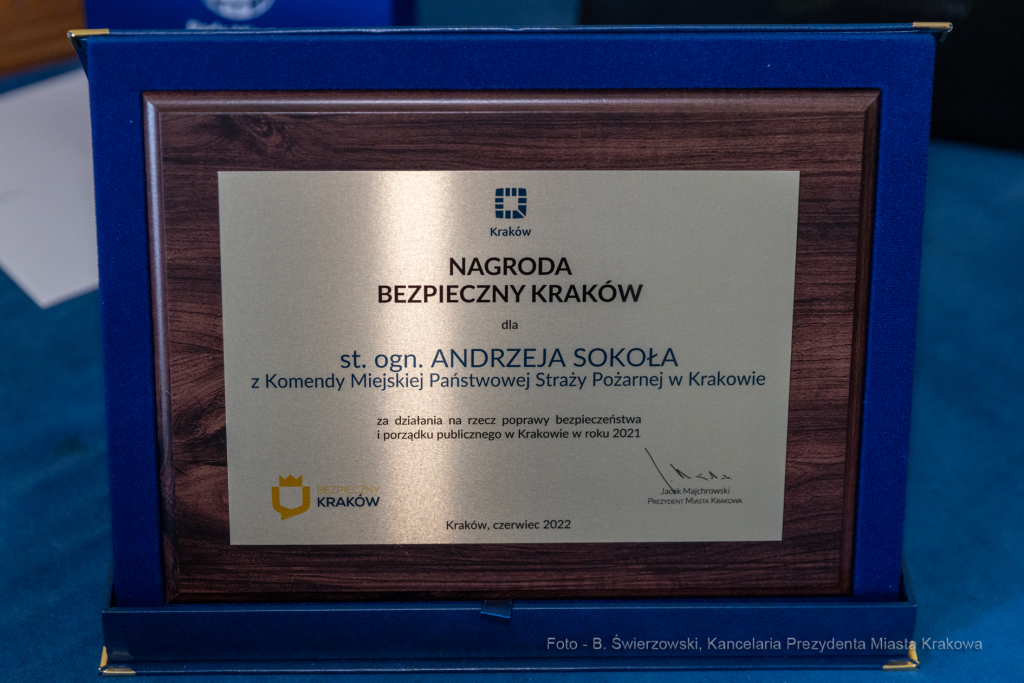 Kraków
NAGRODA
BEZPIECZNY KRAKÓW
dla
st. ogn. ANDRZEJA SOKOŁA
z Komendy Miejskiej Państwowej Straży Pożarnej w Krakowie
za działania na rzecz poprawy bezpieczeństwa
i porządku publicznego w Krakowie w roku 2021
BEZPIECZNY
KRAKÓW
Jacek Majchrowski
PREZYDENT MIASTA KRAKOWA
Kraków, czerwiec 2022
Foto - B. Świerzowski, Kancelaria Prezydenta Miasta Krakowa